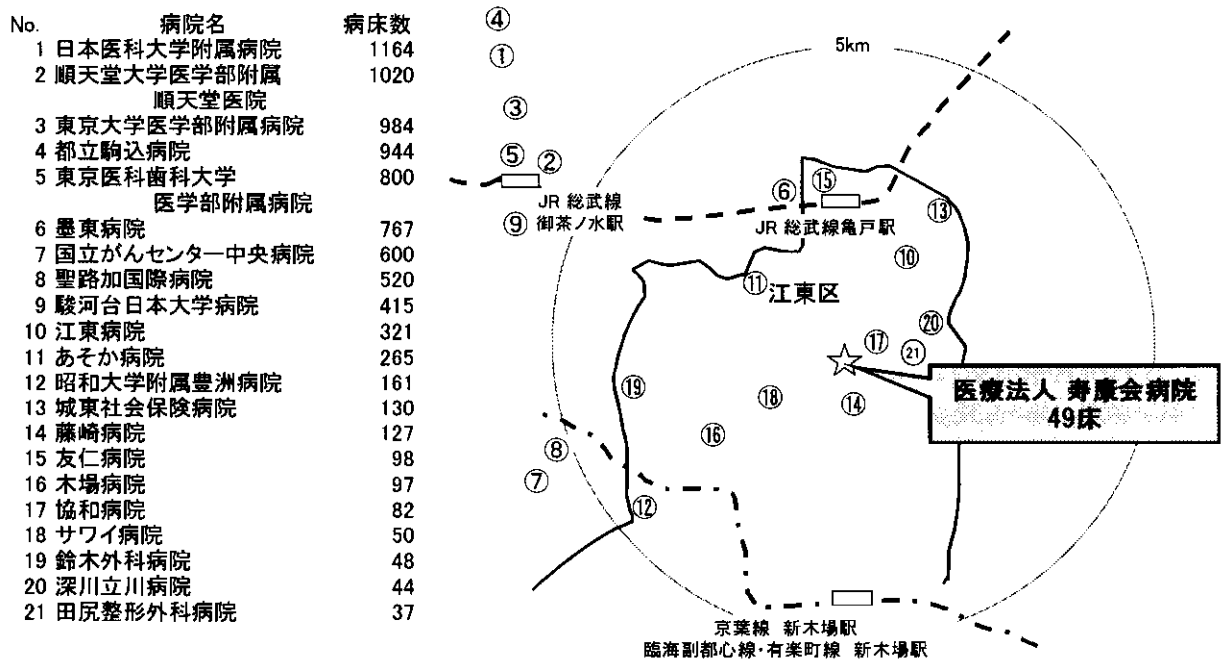 No. 病院名 病床数
1 日本医科大学附属病院 1164
2 順天堂大学医学部附属 1020
順天堂医院
3 東京大学医学部附属病院 984
4 都立駒込病院 944
5 東京医科歯科大学 800
医学部附属病院
6 墨東病院 767
7 国立がんセンター中央病院 600
8 聖路加国際病院 520
9 駿河台日本大学病院 415
10 江東病院 321
11 あそか病院 265
12 昭和大学附属豊洲病院 161
13 城東社会保険病院 130
14 藤崎病院 127
15 友仁病院 98
16 木場病院 97
17 協和病院 82
18 サワイ病院 50
19 鈴木外科病院 48
20 深川立川病院 44
21 田尻整形外科病院 37
④
①
5km
③
⑤ ②
JR 総武線
御茶ノ水駅
⑨
⑥ ⑮
JR 総武線亀戸駅
⑬
⑩
⑪
江東区
⑳
⑰
㉑
⑲
⑱
⑭
医療法人 寿康会病院
49床
⑯
⑧
⑦
⑫
京葉線 新木場駅
臨海副都心線・有楽町線 新木場駅